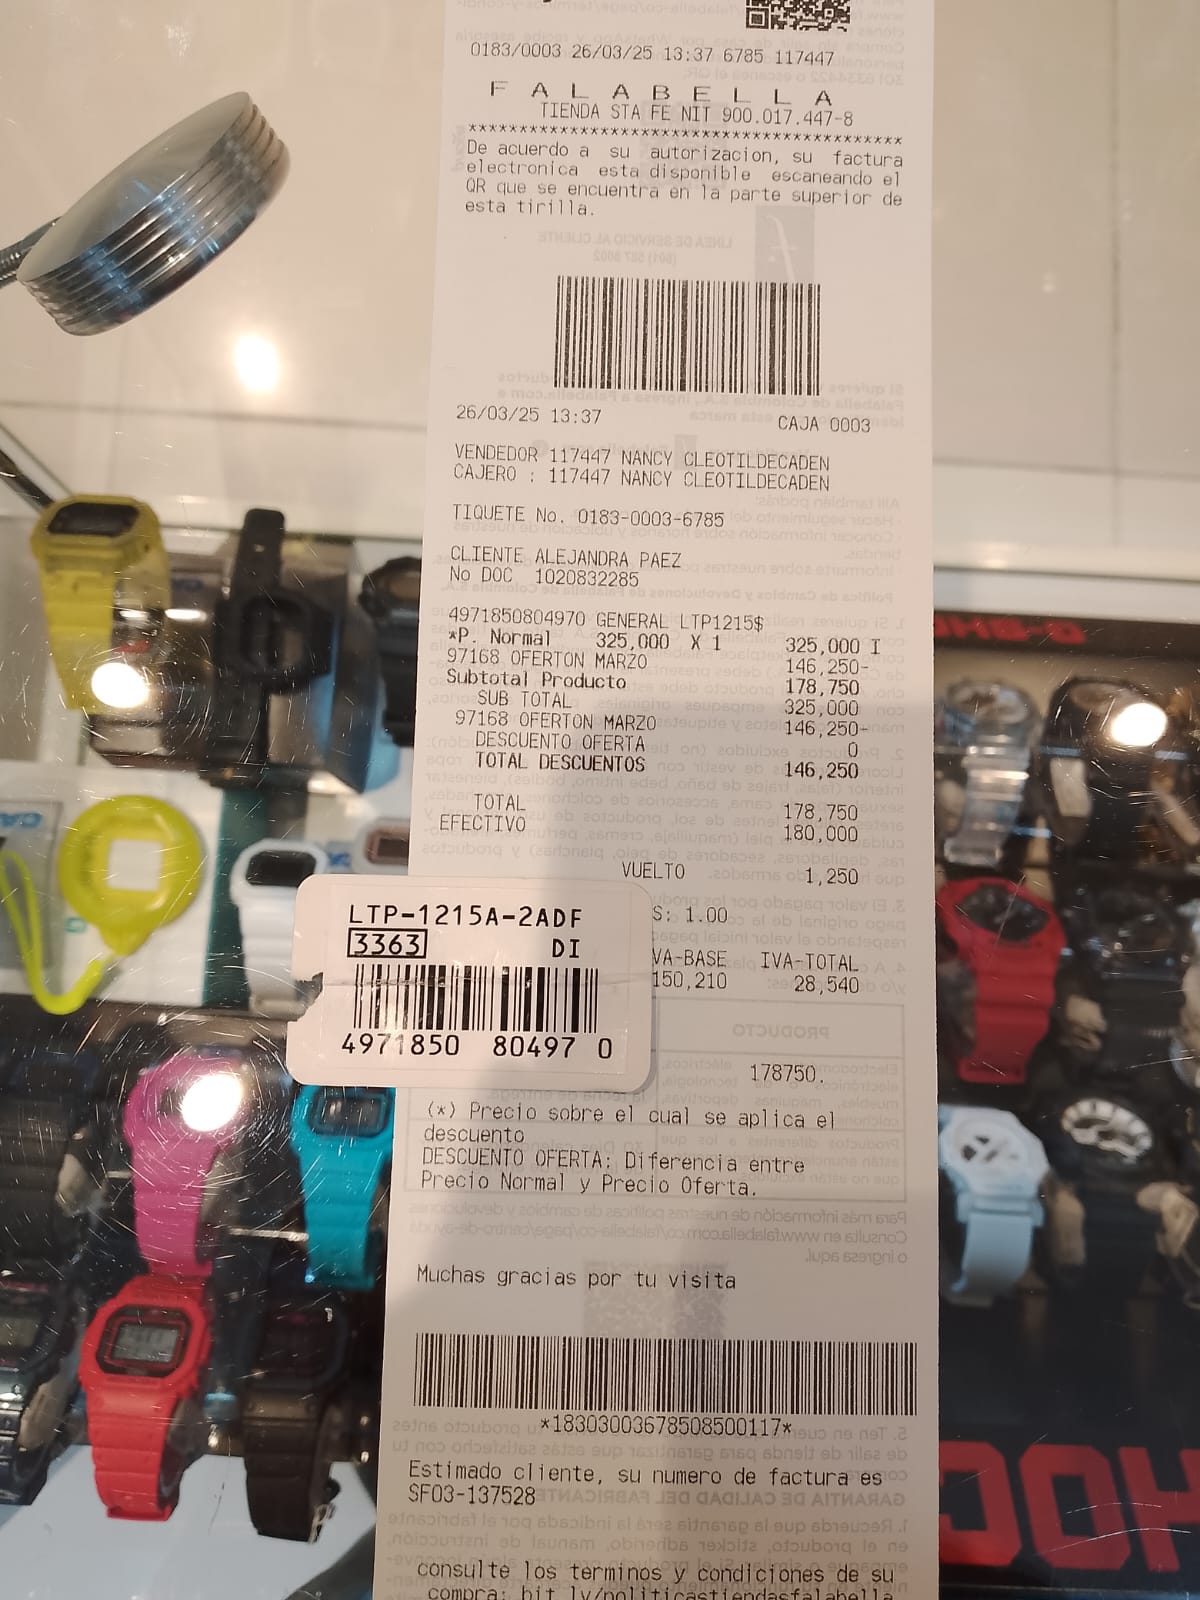 0183/0003 26/03/25 13:37 6785 117447
F A L A B E L L A
TIENDA STA FE NIT 900.017.447-8
*******************************************
De acuerdo a su autorizacion, su factura
electronica esta disponible escaneando el
QR que se encuentra en la parte superior de
esta tirilla.
26/03/25 13:37 CAJA 0003
VENDEDOR 117447 NANCY CLEOTILDECADEN
CAJERO : 117447 NANCY CLEOTILDECADEN
TIQUETE No. 0183-0003-6785
CLIENTE ALEJANDRA PAEZ
No DOC 1020832285
4971850804970 GENERAL LTP1215$
*P. Normal 325,000 X 1 325,000 I
97168 OFERTON MARZO 146,250-
Subtotal Producto 178,750
SUB TOTAL 325,000
97168 OFERTON MARZO 146,250-
DESCUENTO OFERTA 0
TOTAL DESCUENTOS 146,250
TOTAL 178,750
EFECTIVO 180,000
VUELTO 1,250
S: 1.00
VA-BASE IVA-TOTAL
150,210 28,540
178750.
LTP-1215A-2ADF
3363 DI
4971850 80497 0
(*) Precio sobre el cual se aplica el
descuento
DESCUENTO OFERTA: Diferencia entre
Precio Normal y Precio Oferta.
Muchas gracias por tu visita
*18303003678508500117*
Estimado cliente, su numero de factura es
SF03-137528
consulte los terminos y condiciones de su
compra: bit.ly/politicastiendasfalabella